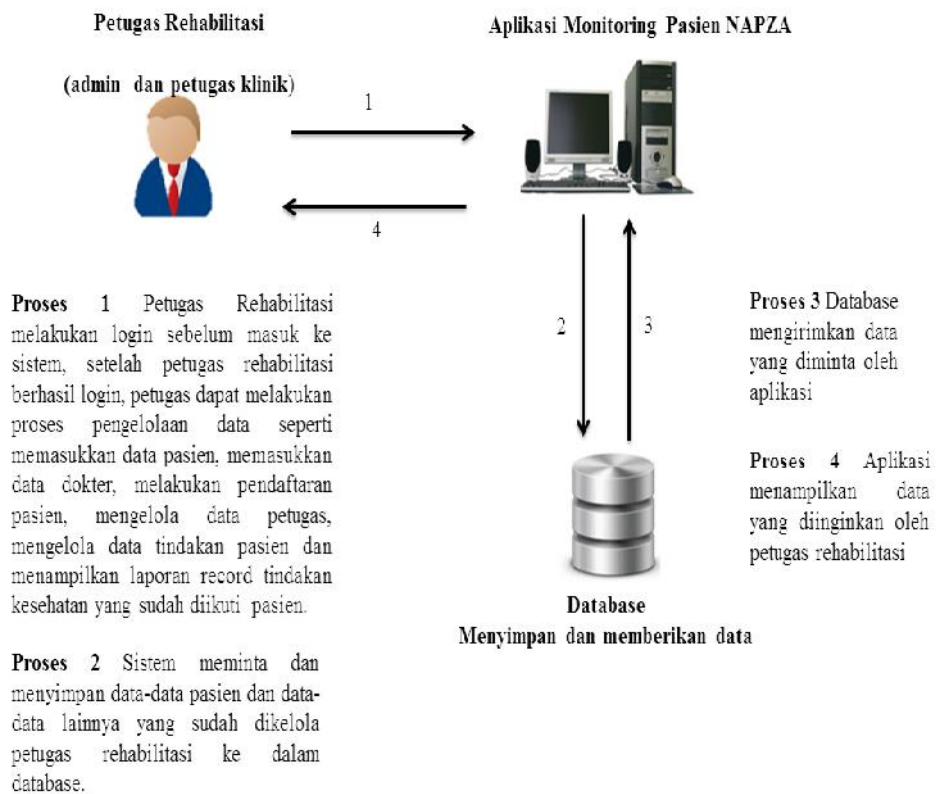 Petugas Rehabilitasi
(admin dan petugas klinik)
Aplikasi Monitoring Pasien NAPZA
1
4
2
3
Proses 1 Petugas Rehabilitasi
melakukan login sebelum masuk ke
sistem, setelah petugas rehabilitasi
berhasil login, petugas dapat melakukan
proses pengelolaan data seperti
memasukkan data pasien, memasukkan
data dokter, melakukan pendaftaran
pasien, mengelola data petugas,
mengelola data tindakan pasien dan
menampilkan laporan record tindakan
kesehatan yang sudah diikuti pasien.
Proses 2 Sistem meminta dan
menyimpan data-data pasien dan data-
data lainnya yang sudah dikelola
petugas rehabilitasi ke dalam
database.
Proses 3 Database
mengirimkan data
yang diminta oleh
aplikasi
Proses 4 Aplikasi
menampilkan data
yang diinginkan oleh
petugas rehabilitasi
Database
Menyimpan dan memberikan data